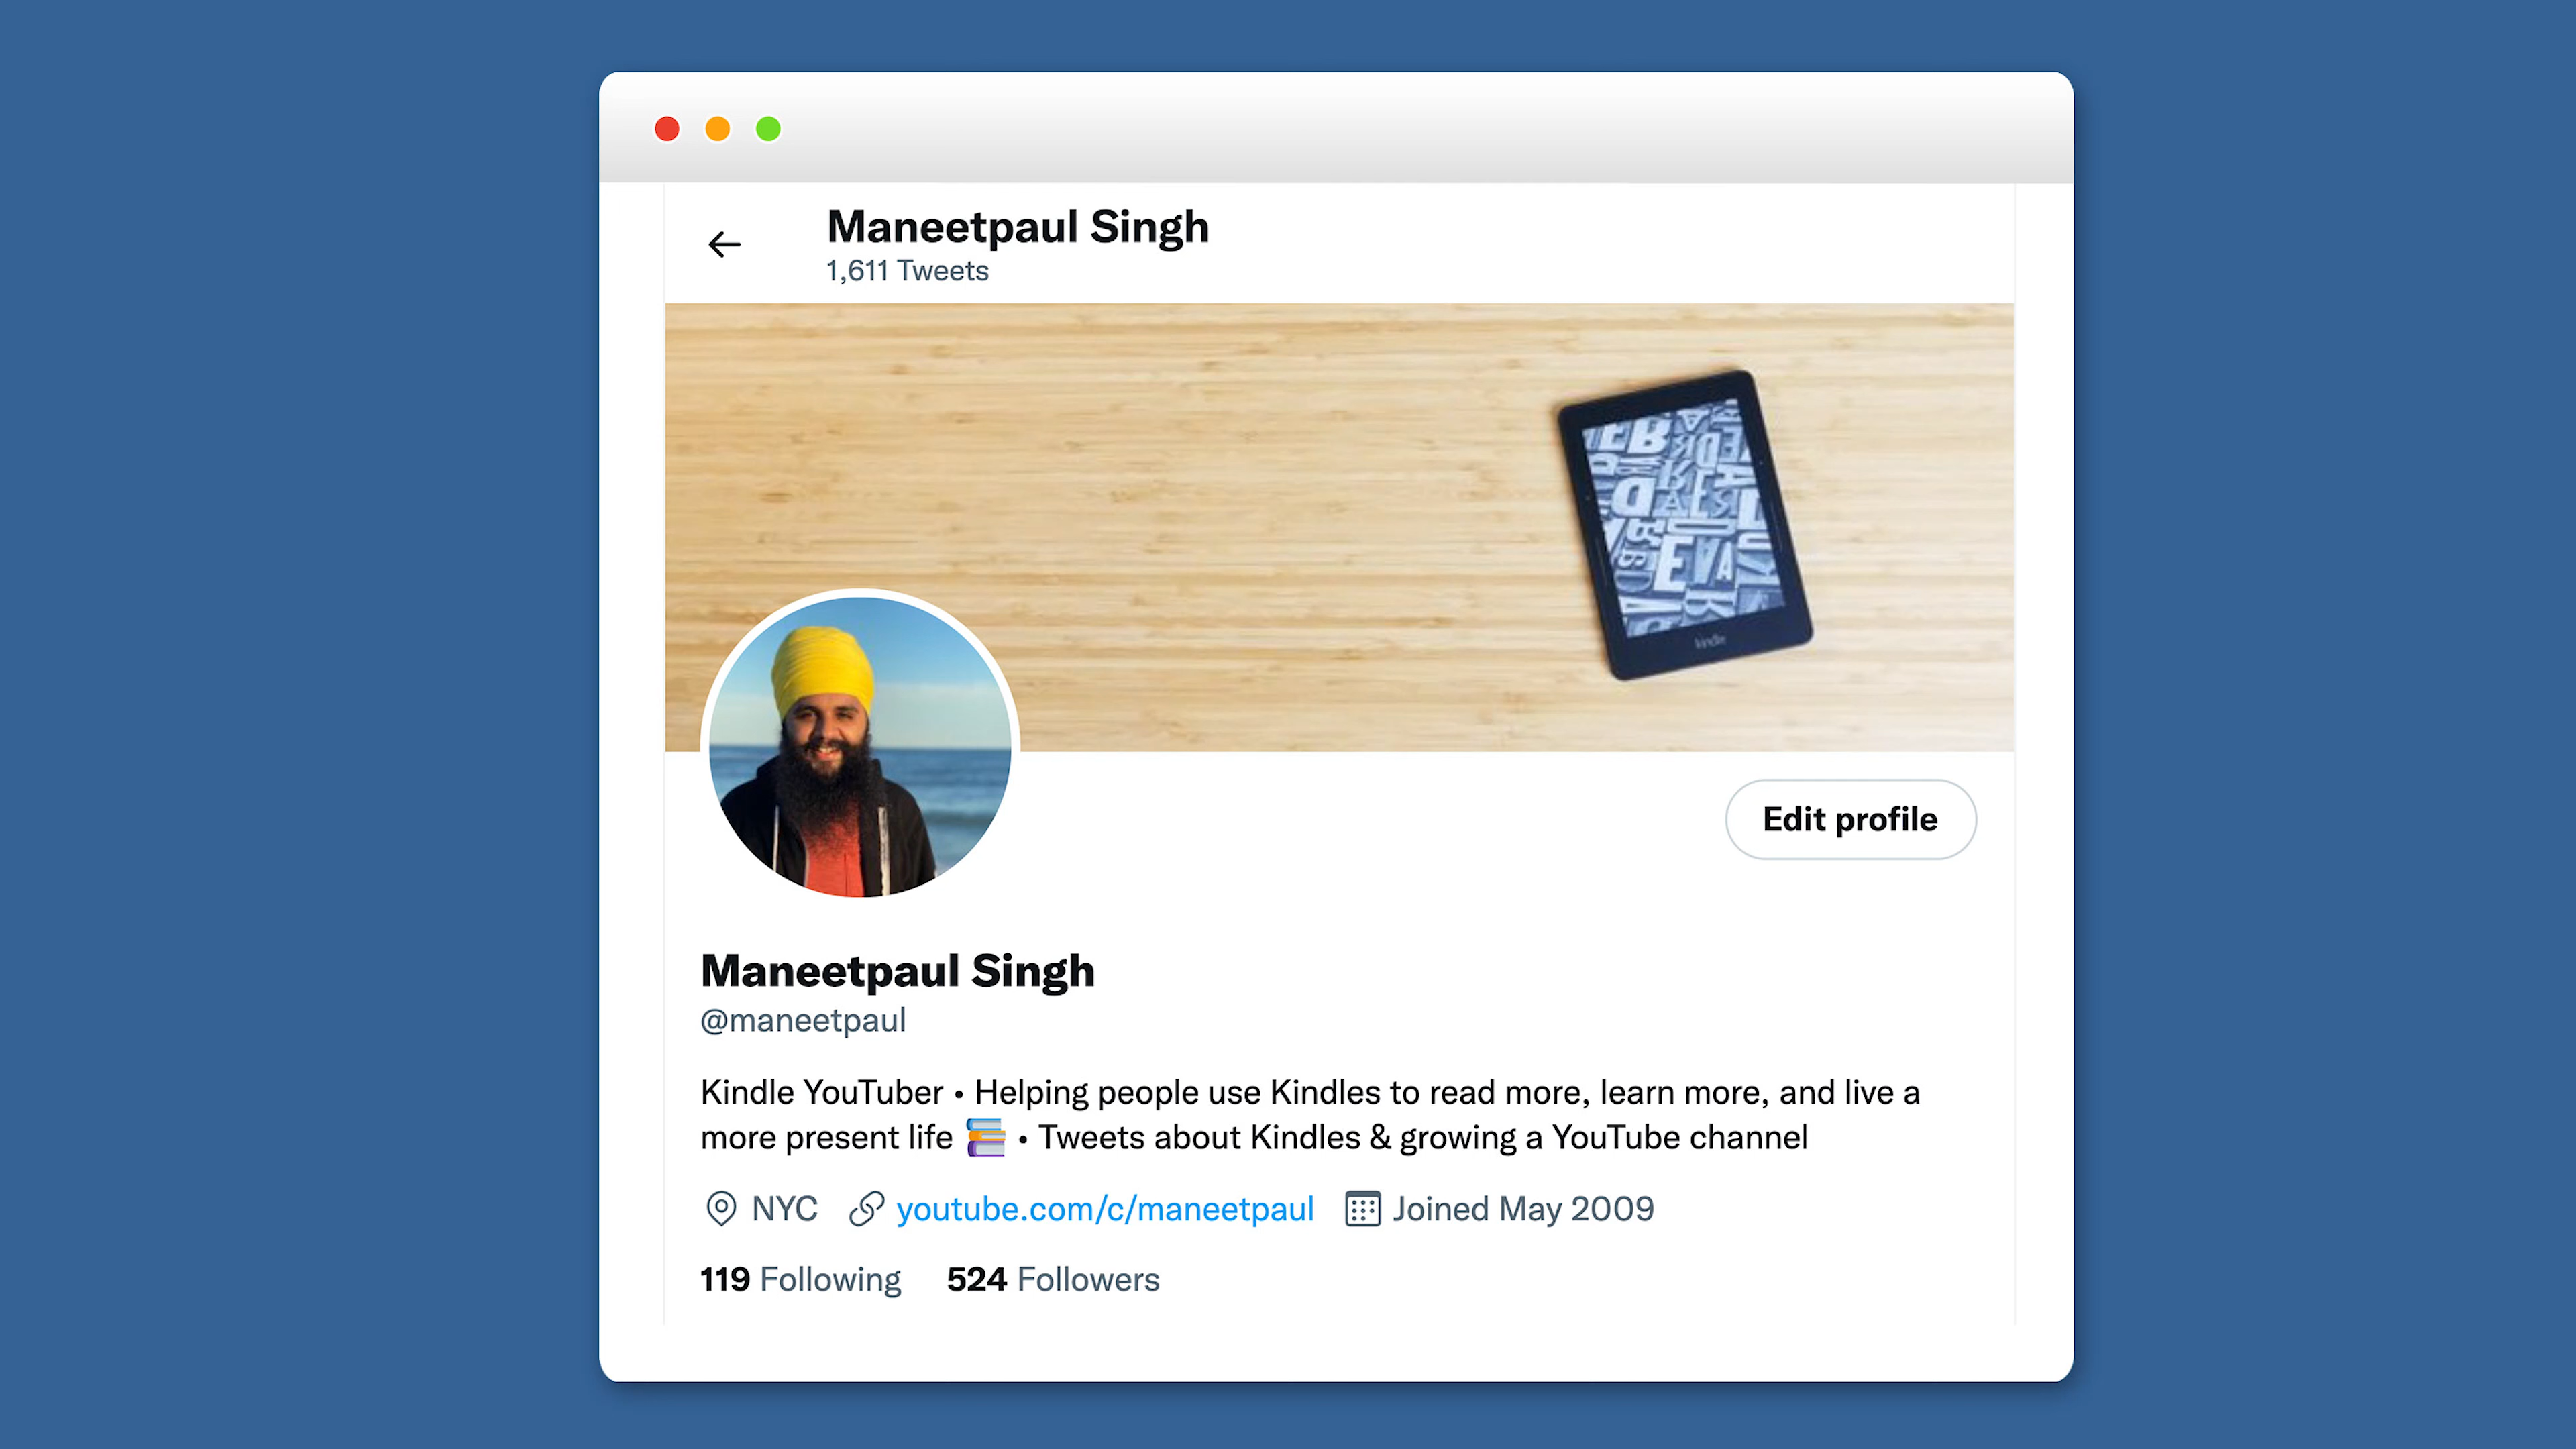 Maneetpaul Singh
1,611 Tweets
kindle
Edit profile
Maneetpaul Singh
@maneetpaul
Kindle YouTuber • Helping people use Kindles to read more, learn more, and live a
more present life 📚 • Tweets about Kindles & growing a YouTube channel
NYC youtube.com/c/maneetpaul Joined May 2009
119 Following 524 Followers